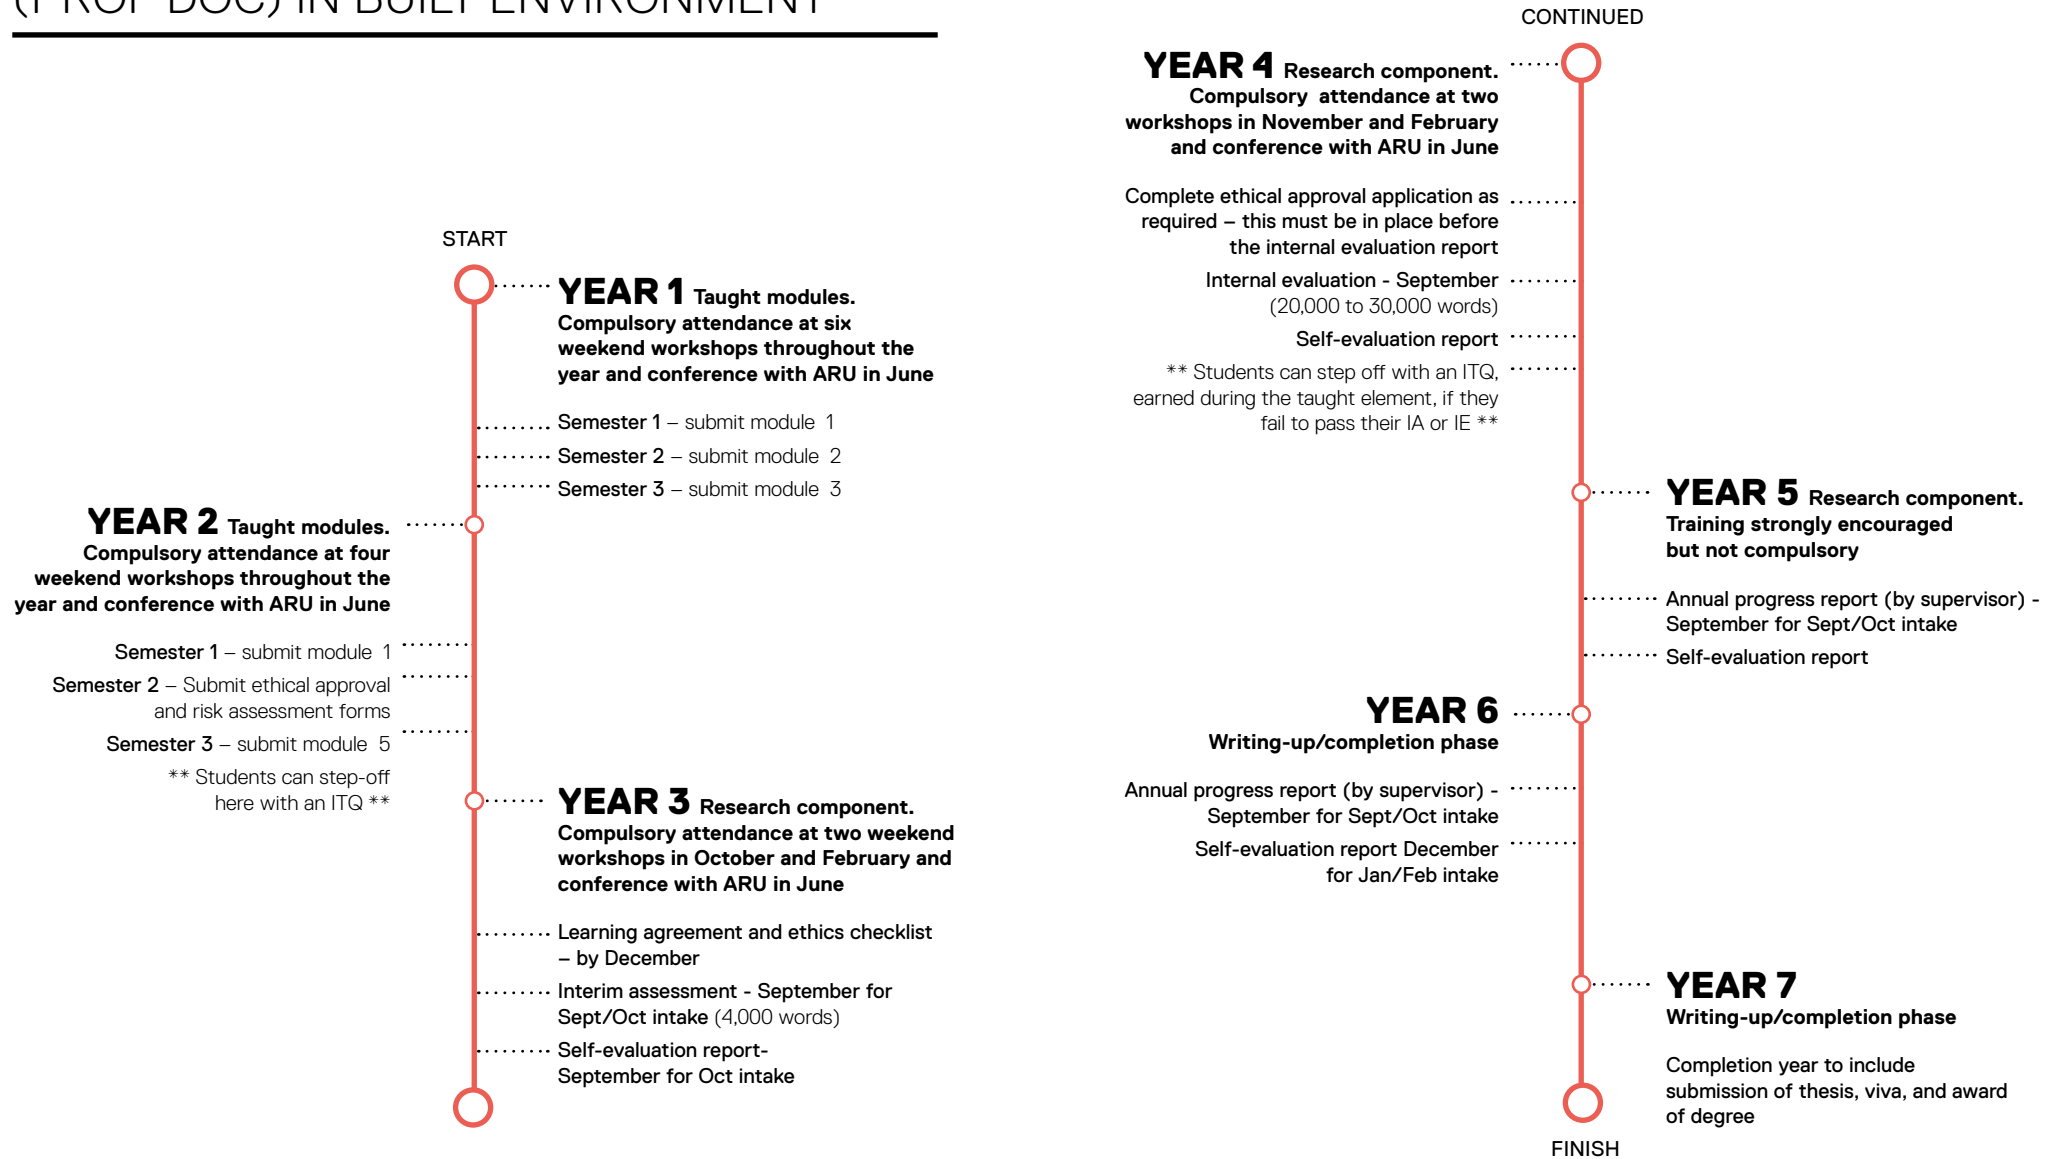 (PROF DOC) IN BUILT ENVIRONMENT
START
YEAR 1 Taught modules.
Compulsory attendance at six
weekend workshops throughout the
year and conference with ARU in June
Semester 1 – submit module 1
Semester 2 – submit module 2
Semester 3 – submit module 3
YEAR 2 Taught modules.
Compulsory attendance at four
weekend workshops throughout the
year and conference with ARU in June
Semester 1 – submit module 1
Semester 2 – Submit ethical approval
and risk assessment forms
Semester 3 – submit module 5
** Students can step-off
here with an ITQ **
YEAR 3 Research component.
Compulsory attendance at two weekend
workshops in October and February and
conference with ARU in June
Learning agreement and ethics checklist
– by December
Interim assessment - September for
Sept/Oct intake (4,000 words)
Self-evaluation report-
September for Oct intake
CONTINUED
YEAR 4 Research component.
Compulsory attendance at two
workshops in November and February
and conference with ARU in June
Complete ethical approval application as
required – this must be in place before
the internal evaluation report
Internal evaluation - September
(20,000 to 30,000 words)
Self-evaluation report
** Students can step off with an ITQ,
earned during the taught element, if they
fail to pass their IA or IE **
YEAR 5 Research component.
Training strongly encouraged
but not compulsory
Annual progress report (by supervisor) -
September for Sept/Oct intake
Self-evaluation report
YEAR 6
Writing-up/completion phase
Annual progress report (by supervisor) -
September for Sept/Oct intake
Self-evaluation report December
for Jan/Feb intake
YEAR 7
Writing-up/completion phase
Completion year to include
submission of thesis, viva, and award
of degree
FINISH